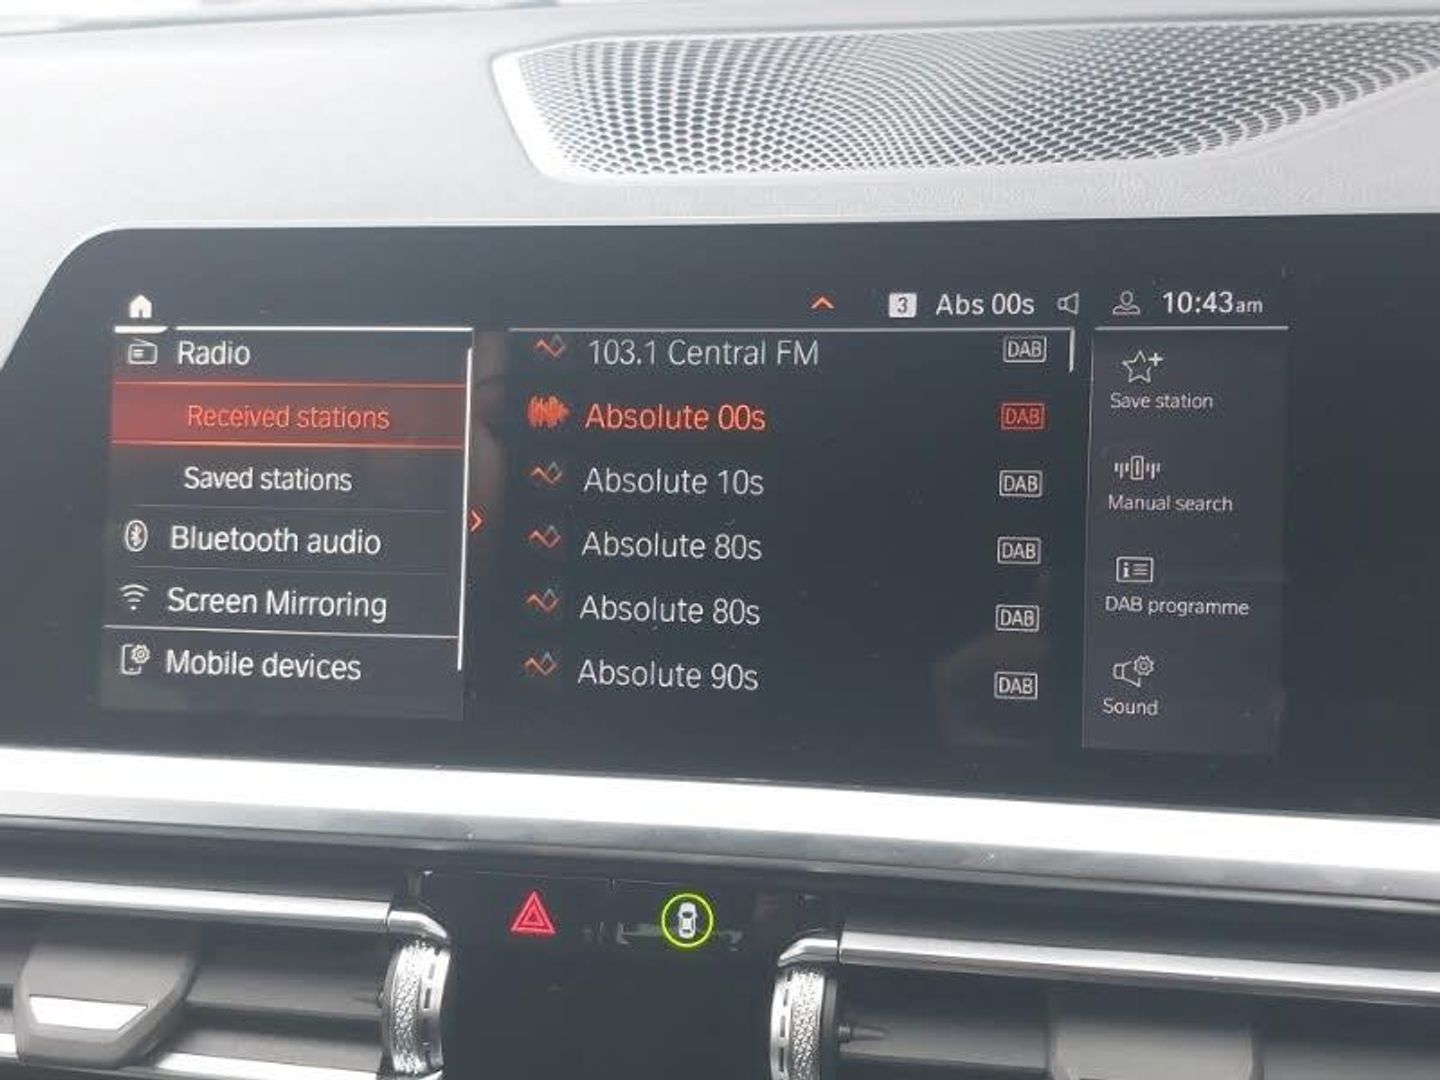 3 Abs 00s 10:43am
Radio
Received stations
Saved stations
Bluetooth audio
Screen Mirroring
Mobile devices
103.1 Central FM DAB
Absolute 00s DAB
Absolute 10s DAB
Absolute 80s DAB
Absolute 80s DAB
Absolute 90s DAB
Save station
Manual search
DAB programme
Sound